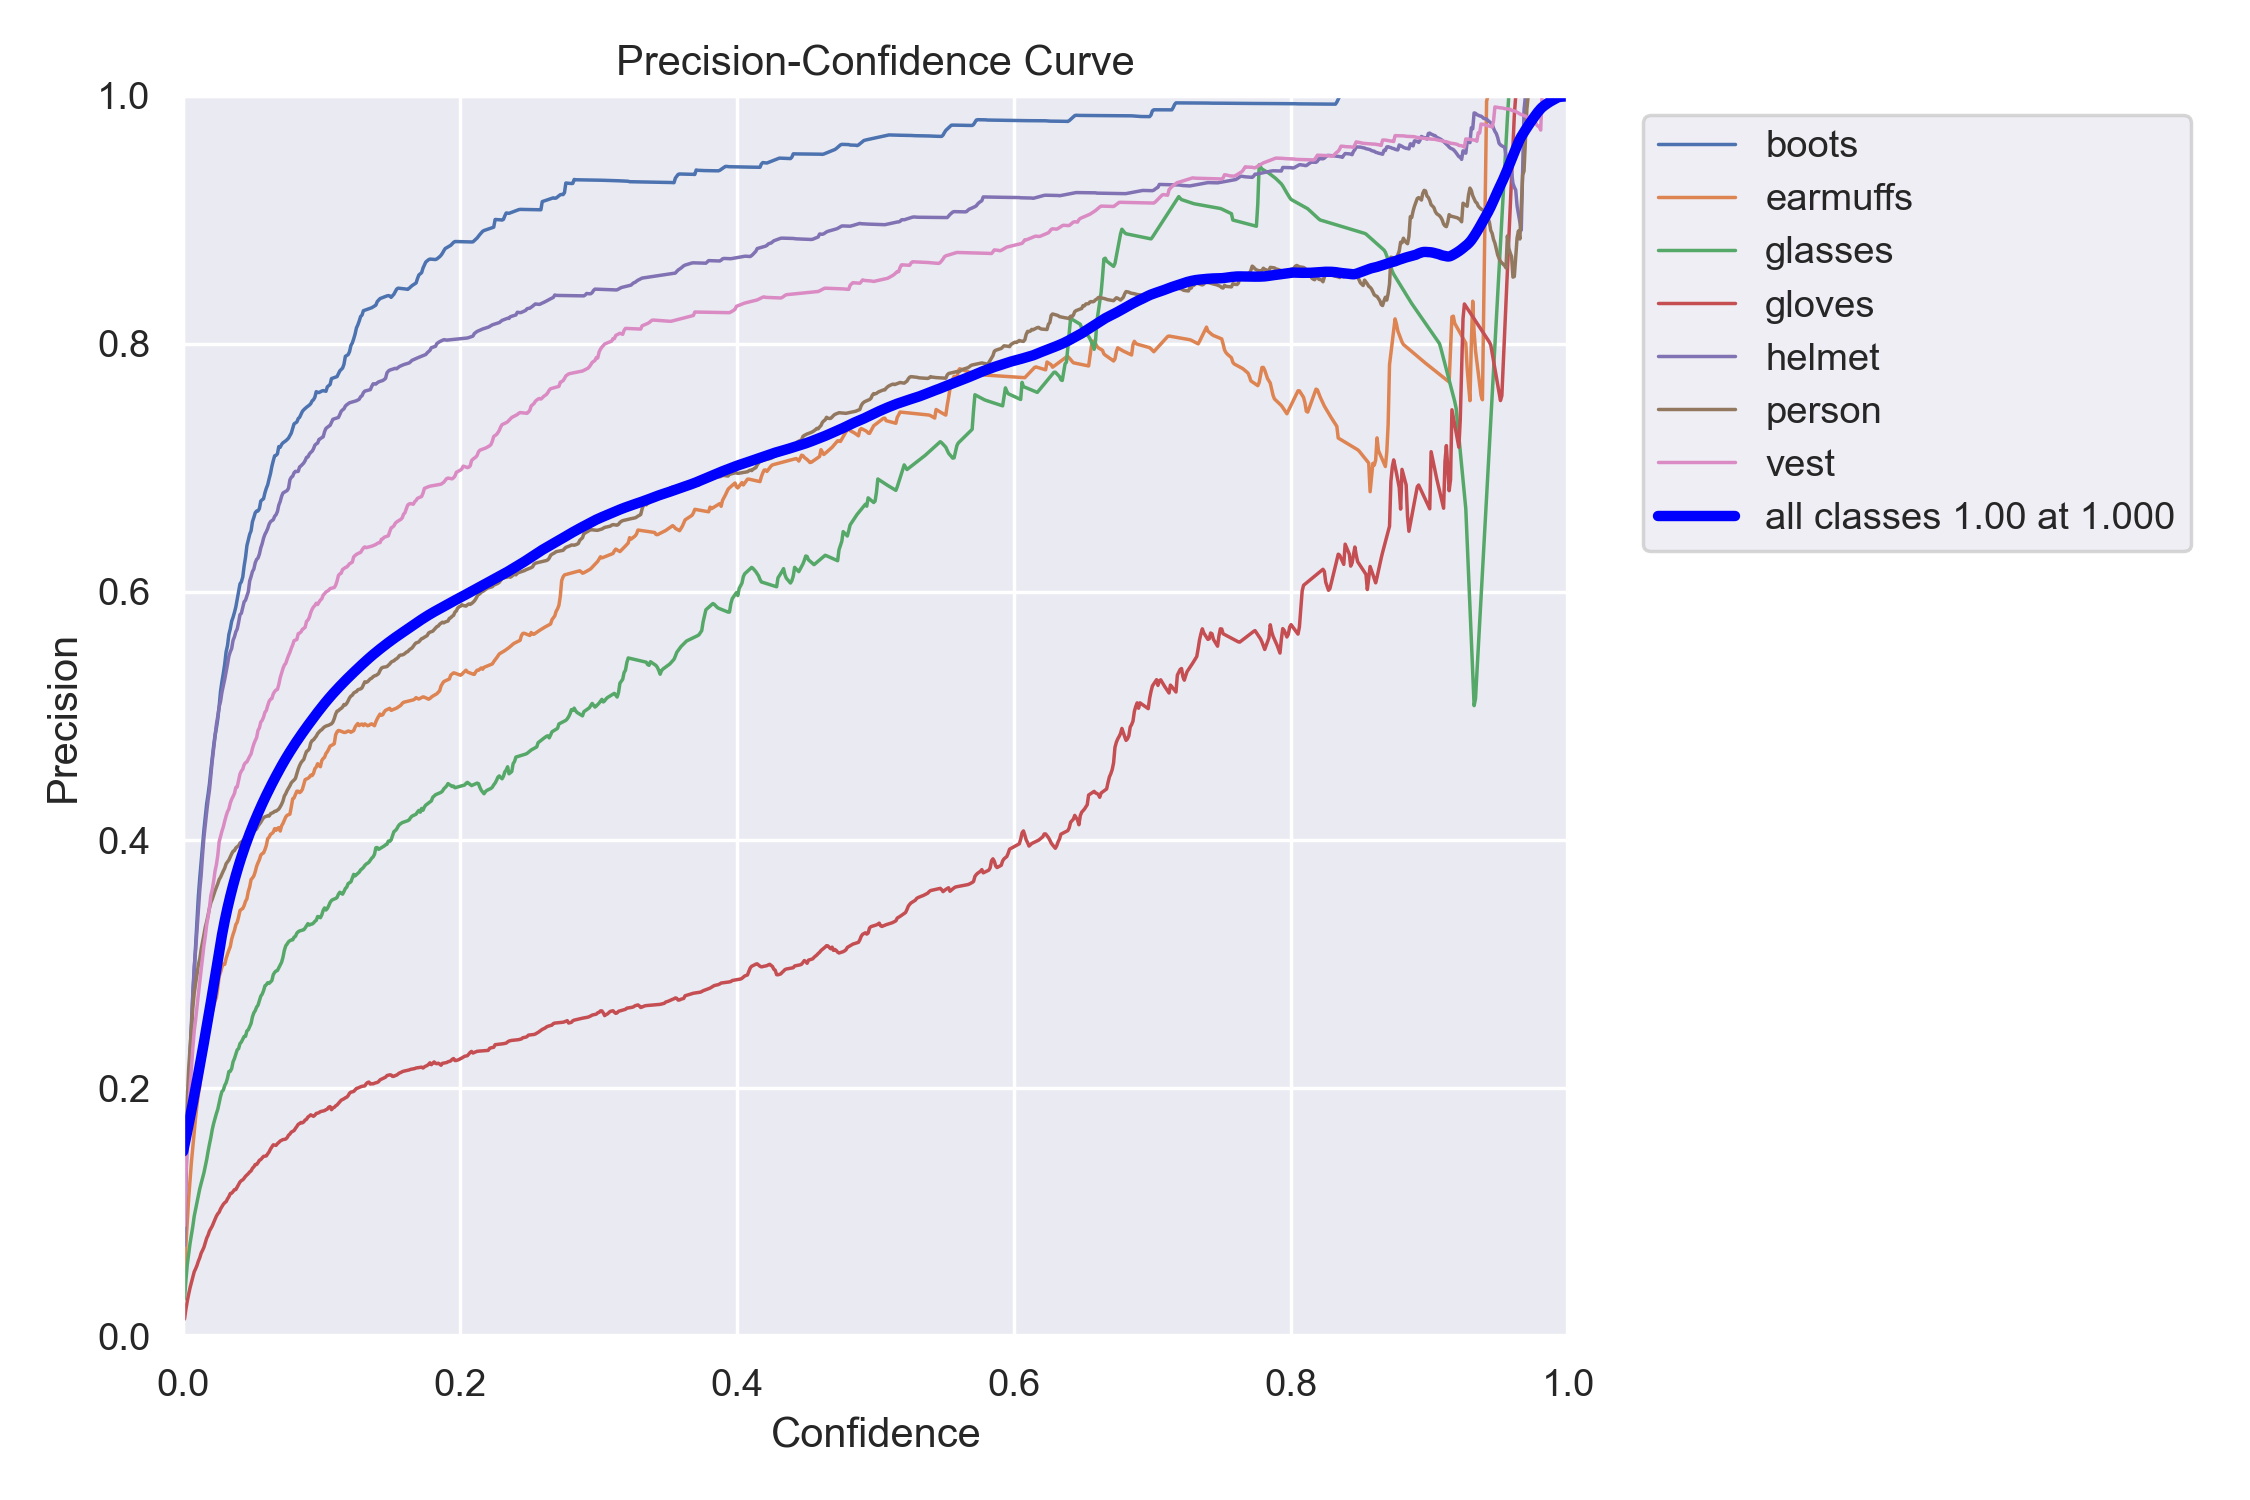 Precision-Confidence Curve
1.0
0.8
0.6
0.4
0.2
0.0
Precision
0.0 0.2 0.4 0.6 0.8 1.0
Confidence
boots
earmuffs
glasses
gloves
helmet
person
vest
all classes 1.00 at 1.000